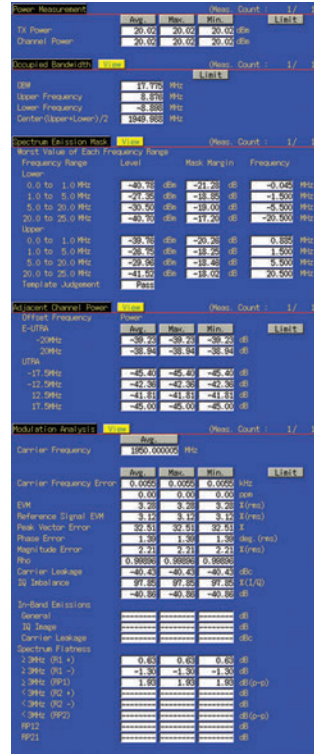 Power Measurement (Meas. Count : 1/ 1
Avg. Max. Min. Limit
TX Power 20.02 20.02 20.02 dBm
Channel Power 20.02 20.02 20.02 dBm
Occupied Bandwidth View (Meas. Count : 1/ 1
Limit
OBW 17.775 MHz
Upper Frequency 8.878 MHz
Lower Frequency -8.898 MHz
Center(Upper+Lower)/2 1949.988 MHz
Spectrum Emission Mask View (Meas. Count : 1/ 1
Worst Value of Each Frequency Range
Frequency Range Level Mask Margin Frequency
Lower
0.0 to 1.0 MHz -40.78 dBm -21.28 dB -0.045 MHz
1.0 to 5.0 MHz -27.35 dBm -18.85 dB -1.500 MHz
5.0 to 20.0 MHz -30.50 dBm -19.00 dB -5.500 MHz
20.0 to 25.0 MHz -40.70 dBm -17.20 dB -20.500 MHz
Upper
0.0 to 1.0 MHz -39.76 dBm -20.26 dB 0.885 MHz
1.0 to 5.0 MHz -26.75 dBm -18.25 dB 1.500 MHz
5.0 to 20.0 MHz -29.96 dBm -18.46 dB 5.500 MHz
20.0 to 25.0 MHz -41.52 dBm -18.02 dB 20.500 MHz
Template Judgement Pass
Adjacent Channel Power View (Meas. Count : 1/ 1
Offset Frequency Power
E-UTRA Avg. Max. Min. Limit
-20MHz -39.23 -39.23 -39.23 dB
20MHz -38.94 -38.94 -38.94 dB
UTRA
-17.5MHz -45.40 -45.40 -45.40 dB
-12.5MHz -42.36 -42.36 -42.36 dB
12.5MHz -41.81 -41.81 -41.81 dB
17.5MHz -45.00 -45.00 -45.00 dB
Modulation Analysis View (Meas. Count : 1/ 1
Avg.
Carrier Frequency 1950.000005 MHz
Avg. Max. Min. Limit
Carrier Frequency Error 0.0055 0.0055 0.0055 kHz
0.00 0.00 0.00 ppm
EVM 3.28 3.28 3.28 %(rms)
Reference Signal EVM 3.12 3.12 3.12 %(rms)
Peak Vector Error 32.51 32.51 32.51 %
Phase Error 1.39 1.39 1.39 deg.(rms)
Magnitude Error 2.21 2.21 2.21 %(rms)
Rho 0.99896 0.99896 0.99896
Carrier Leakage -40.43 -40.43 -40.43 dBc
IQ Imbalance 97.85 97.85 97.85 %(I/Q)
-40.86 -40.86 -40.86 dB
In-Band Emissions
General -------- -------- -------- dB
IQ Image -------- -------- -------- dB
Carrier Leakage -------- -------- -------- dBc
Spectrum Flatness
≥3MHz (R1 +) 0.63 0.63 0.63 dB
≥3MHz (R1 -) -1.30 -1.30 -1.30 dB
≥3MHz (RP1) 1.93 1.93 1.93 dB(p-p)
<3MHz (R2 +) -------- -------- -------- dB
<3MHz (R2 -) -------- -------- -------- dB
<3MHz (RP2) -------- -------- -------- dB(p-p)
RP12 -------- -------- -------- dB
RP21 -------- -------- -------- dB